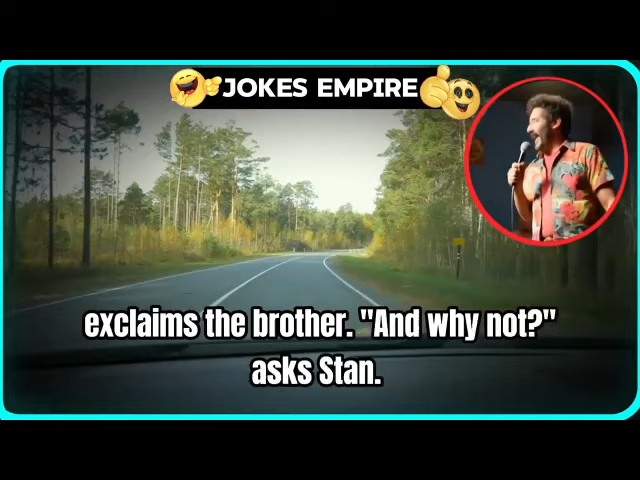 JOKES EMPIRE
exclaims the brother. "And why not?"
asks Stan.